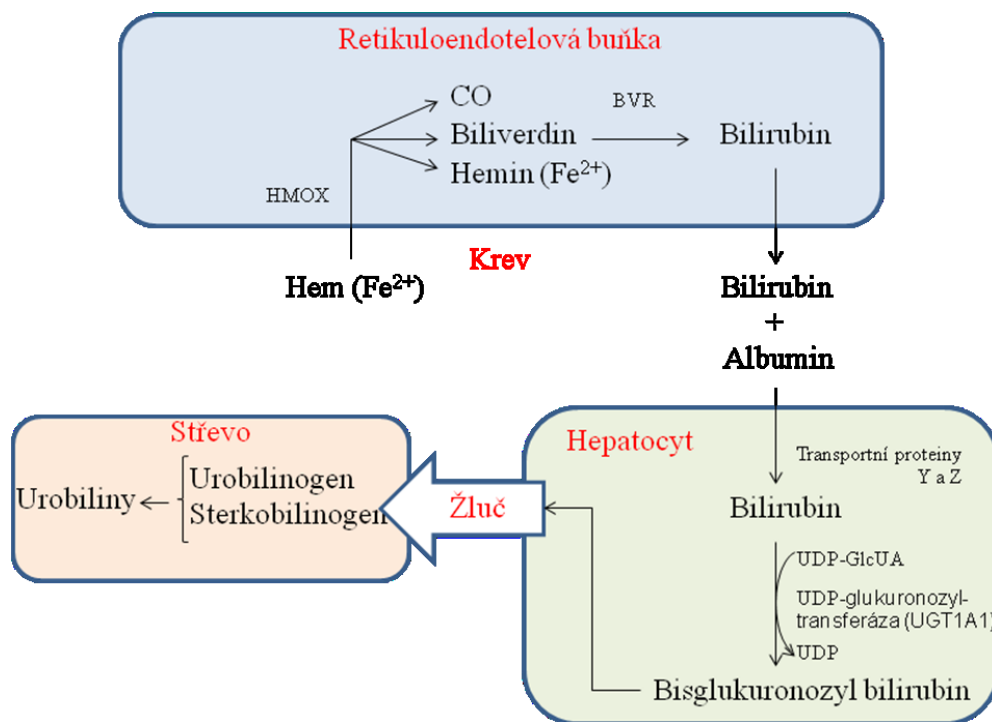 Retikuloendotelová buňka
CO
BVR
Biliverdin
Bilirubin
Hemin (Fe²⁺)
HMOX
Krev
Hem (Fe²⁺)
Bilirubin
+
Albumin
Střevo
Urobilinogen
Urobiliny
Sterkobilinogen
Žluč
Hepatocyt
Transportní proteiny
Y a Z
Bilirubin
UDP-GlcUA
UDP-glukuronozyl-
transferáza (UGT1A1)
UDP
Bisglukuronozyl bilirubin